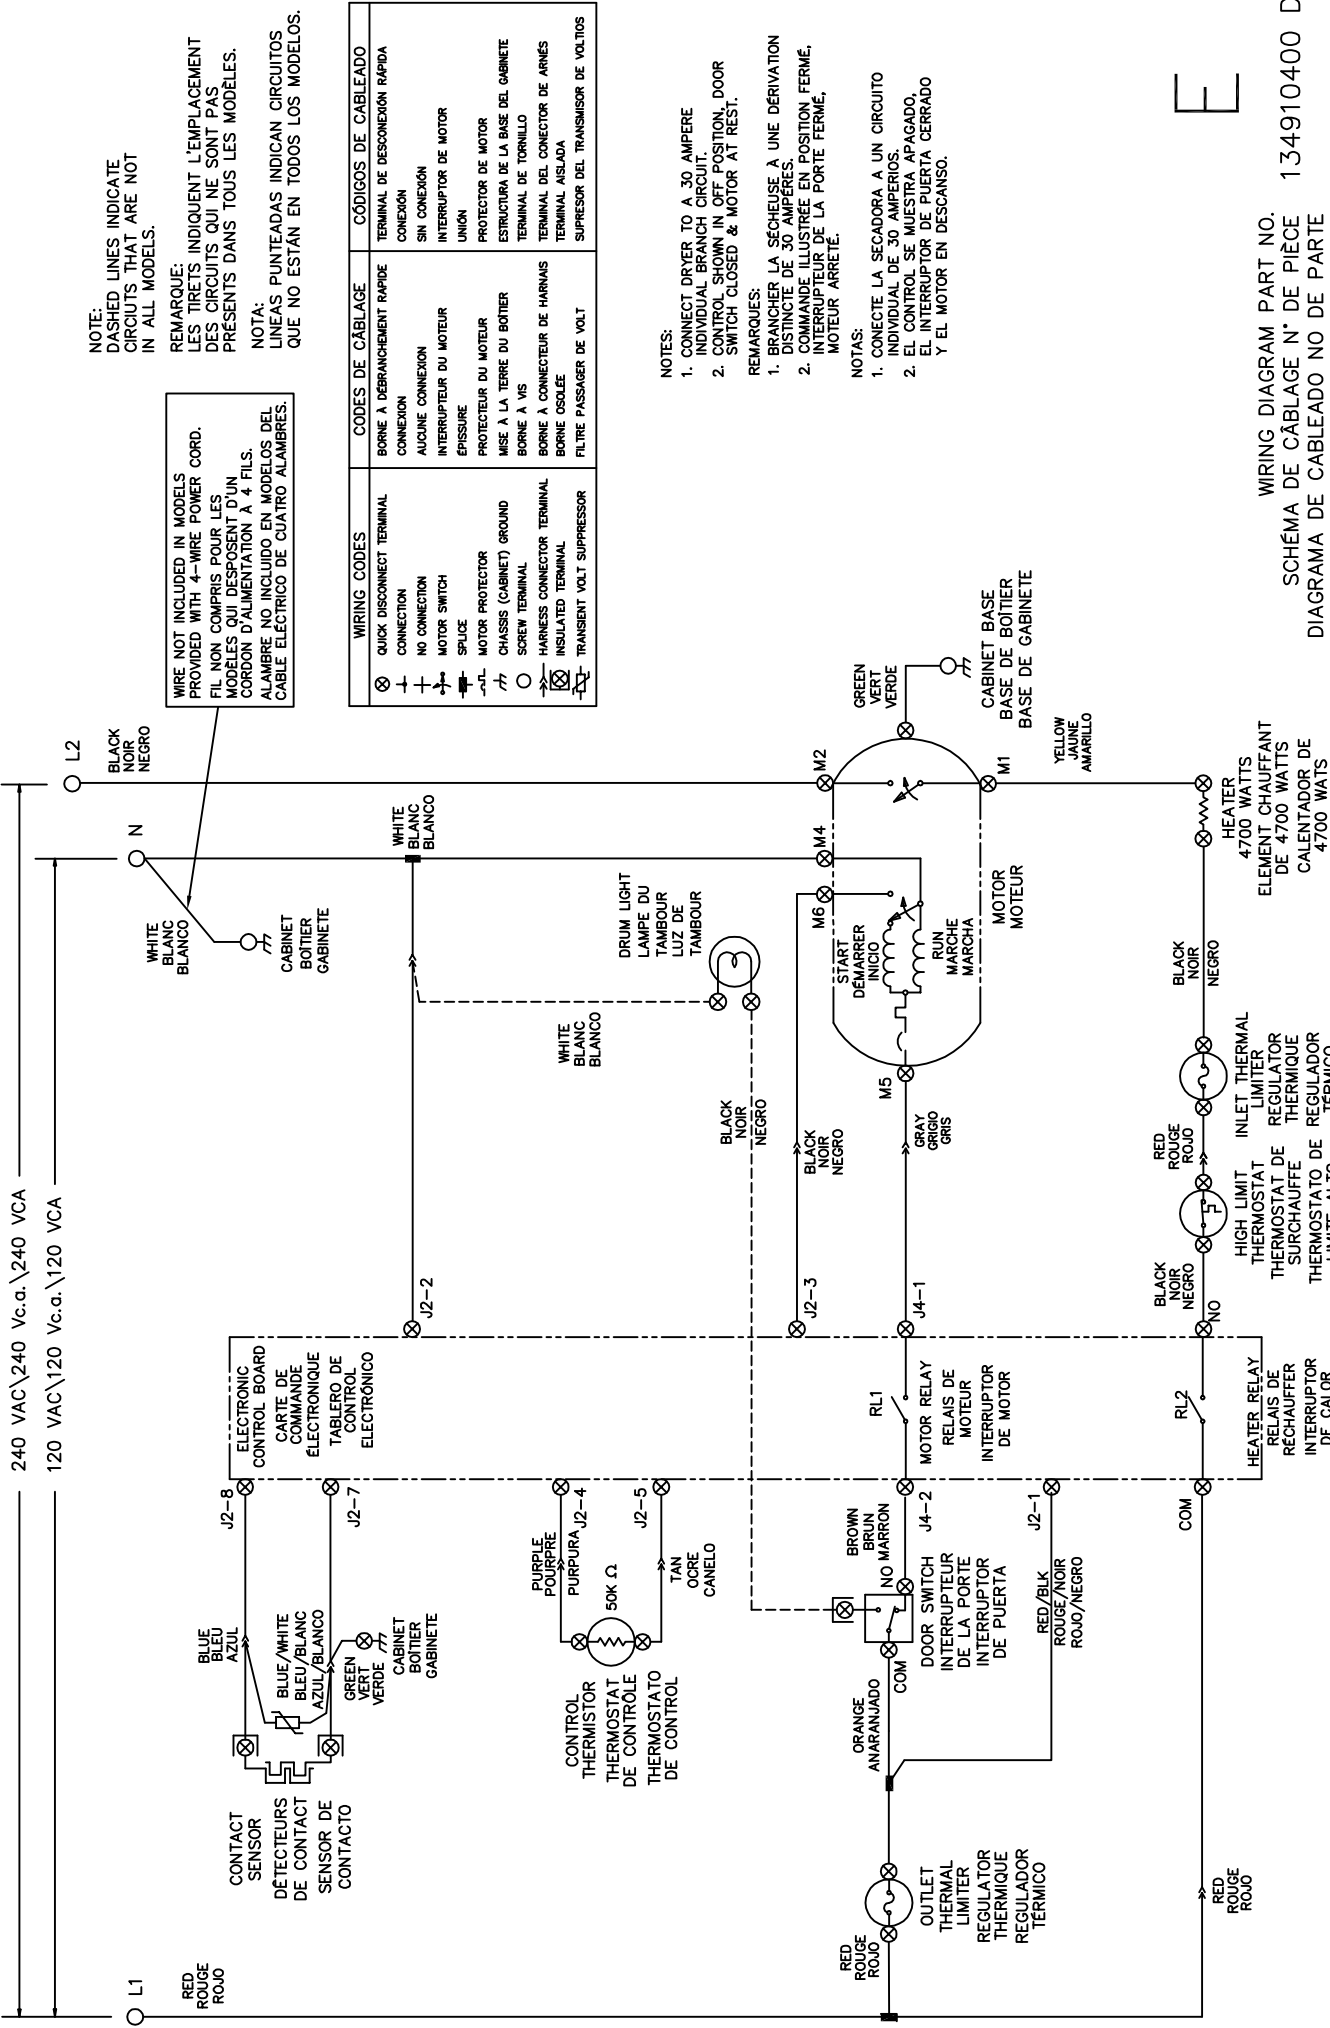 240 VAC\240 Vc.a.\240 VCA
120 VAC\120 Vc.a.\120 VCA
L1
RED
ROUGE
ROJO
N
L2
BLACK
NOIR
NEGRO
WHITE
BLANC
BLANCO
CABINET
BOÎTIER
GABINETE
WIRE NOT INCLUDED IN MODELS
PROVIDED WITH 4-WIRE POWER CORD.
FIL NON COMPRIS POUR LES
MODÈLES QUI DESPOSENT D'UN
CORDON D'ALIMENTATION À 4 FILS.
ALAMBRE NO INCLUIDO EN MODELOS DEL
CABLE ELÉCTRICO DE CUATRO ALAMBRES.
NOTE:
DASHED LINES INDICATE
CIRCIUTS THAT ARE NOT
IN ALL MODELS.
REMARQUE:
LES TIRETS INDIQUENT L'EMPLACEMENT
DES CIRCUITS QUI NE SONT PAS
PRÉSENTS DANS TOUS LES MODÈLES.
NOTA:
LINEAS PUNTEADAS INDICAN CIRCUITOS
QUE NO ESTÁN EN TODOS LOS MODELOS.
CONTACT
SENSOR
DÉTECTEURS
DE CONTACT
SENSOR DE
CONTACTO
BLUE
BLEU
AZUL
BLUE/WHITE
BLEU/BLANC
AZUL/BLANCO
GREEN
VERT
VERDE
CABINET
BOÎTIER
GABINETE
J2-8
J2-7
ELECTRONIC
CONTROL BOARD
CARTE DE
COMMANDE
ÉLECTRONIQUE
TABLERO DE
CONTROL
ELECTRÓNICO
J2-2
WHITE
BLANC
BLANCO
WIRING CODES
CODES DE CÂBLAGE
CÓDIGOS DE CABLEADO
QUICK DISCONNECT TERMINAL
BORNE À DÉBRANCHEMENT RAPIDE
TERMINAL DE DESCONEXIÓN RÁPIDA
CONNECTION
CONNEXION
CONEXIÓN
NO CONNECTION
AUCUNE CONNEXION
SIN CONEXIÓN
MOTOR SWITCH
INTERRUPTEUR DU MOTEUR
INTERRUPTOR DE MOTOR
SPLICE
ÉPISSURE
UNIÓN
MOTOR PROTECTOR
PROTECTEUR DU MOTEUR
PROTECTOR DE MOTOR
CHASSIS (CABINET) GROUND
MISE À LA TERRE DU BOÎTIER
ESTRUCTURA DE LA BASE DEL GABINETE
SCREW TERMINAL
BORNE À VIS
TERMINAL DE TORNILLO
HARNESS CONNECTOR TERMINAL
BORNE À CONNECTEUR DE HARNAIS
TERMINAL DEL CONECTOR DE ARNÉS
INSULATED TERMINAL
BORNE OSOLÉE
TERMINAL AISLADA
TRANSIENT VOLT SUPPRESSOR
FILTRE PASSAGER DE VOLT
SUPRESOR DEL TRANSMISOR DE VOLTIOS
CONTROL
THERMISTOR
THERMOSTAT
DE CONTRÔLE
THERMOSTATO
DE CONTROL
50K Ω
PURPLE
POURPRE
PURPURA
TAN
OCRE
CANELO
J2-4
J2-5
WHITE
BLANC
BLANCO
DRUM LIGHT
LAMPE DU
TAMBOUR
LUZ DE
TAMBOUR
BLACK
NOIR
NEGRO
NOTES:
1. CONNECT DRYER TO A 30 AMPERE
INDIVIDUAL BRANCH CIRCUIT.
2. CONTROL SHOWN IN OFF POSITION, DOOR
SWITCH CLOSED & MOTOR AT REST.
REMARQUES:
1. BRANCHER LA SÉCHEUSE À UNE DÉRIVATION
DISTINCTE DE 30 AMPÉRES.
2. COMMANDE ILLUSTRÉE EN POSITION FERMÉ,
INTERRUPTEUR DE LA PORTE FERMÉ,
MOTEUR ARRETÉ.
NOTAS:
1. CONECTE LA SECADORA A UN CIRCUITO
INDIVIDUAL DE 30 AMPERIOS.
2. EL CONTROL SE MUESTRA APAGADO,
EL INTERRUPTOR DE PUERTA CERRADO
Y EL MOTOR EN DESCANSO.
J2-3
BLACK
NOIR
NEGRO
M6
M4
M2
START
DÉMARRER
INICIO
RUN
MARCHE
MARCHA
MOTOR
MOTEUR
M5
M1
GREEN
VERT
VERDE
CABINET BASE
BASE DE BOÎTIER
BASE DE GABINETE
RED
ROUGE
ROJO
OUTLET
THERMAL
LIMITER
REGULATOR
THERMIQUE
REGULADOR
TÉRMICO
ORANGE
ANARANJADO
COM
NO
DOOR SWITCH
INTERRUPTEUR
DE LA PORTE
INTERRUPTOR
DE PUERTA
BROWN
BRUN
MARRON
J4-2
RL1
MOTOR RELAY
RELAIS DE
MOTEUR
INTERRUPTOR
DE MOTOR
J4-1
GRAY
GRIGIO
GRIS
RED/BLK
ROUGE/NOIR
ROJO/NEGRO
J2-1
YELLOW
JAUNE
AMARILLO
RED
ROUGE
ROJO
COM
RL2
HEATER RELAY
RELAIS DE
RÉCHAUFFER
INTERRUPTOR
DE CALOR
NO
BLACK
NOIR
NEGRO
HIGH LIMIT
THERMOSTAT
THERMOSTAT DE
SURCHAUFFE
THERMOSTATO DE
LIMITE ALTO
RED
ROUGE
ROJO
INLET THERMAL
LIMITER
REGULATOR
THERMIQUE
REGULADOR
TÉRMICO
BLACK
NOIR
NEGRO
HEATER
4700 WATTS
ELEMENT CHAUFFANT
DE 4700 WATTS
CALENTADOR DE
4700 WATS
E
WIRING DIAGRAM PART NO.
SCHÉMA DE CÂBLAGE N° DE PIÈCE
DIAGRAMA DE CABLEADO NO DE PARTE
134910400 D